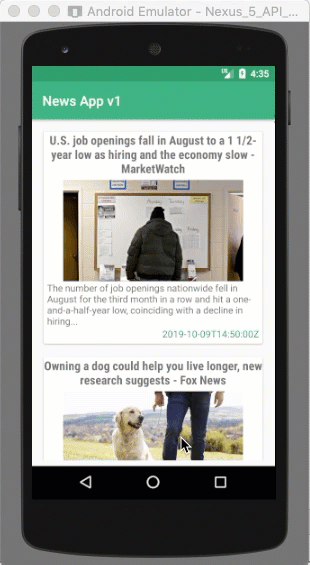 Android Emulator - Nexus_5_API_...
4:35
News App v1
U.S. job openings fall in August to a 1 1/2-
year low as hiring and the economy slow -
MarketWatch
The number of job openings nationwide fell in
August for the third month in a row and hit a one-
and-a-half-year low, coinciding with a decline in
hiring...
2019-10-09T14:50:00Z
Owning a dog could help you live longer, new
research suggests - Fox News